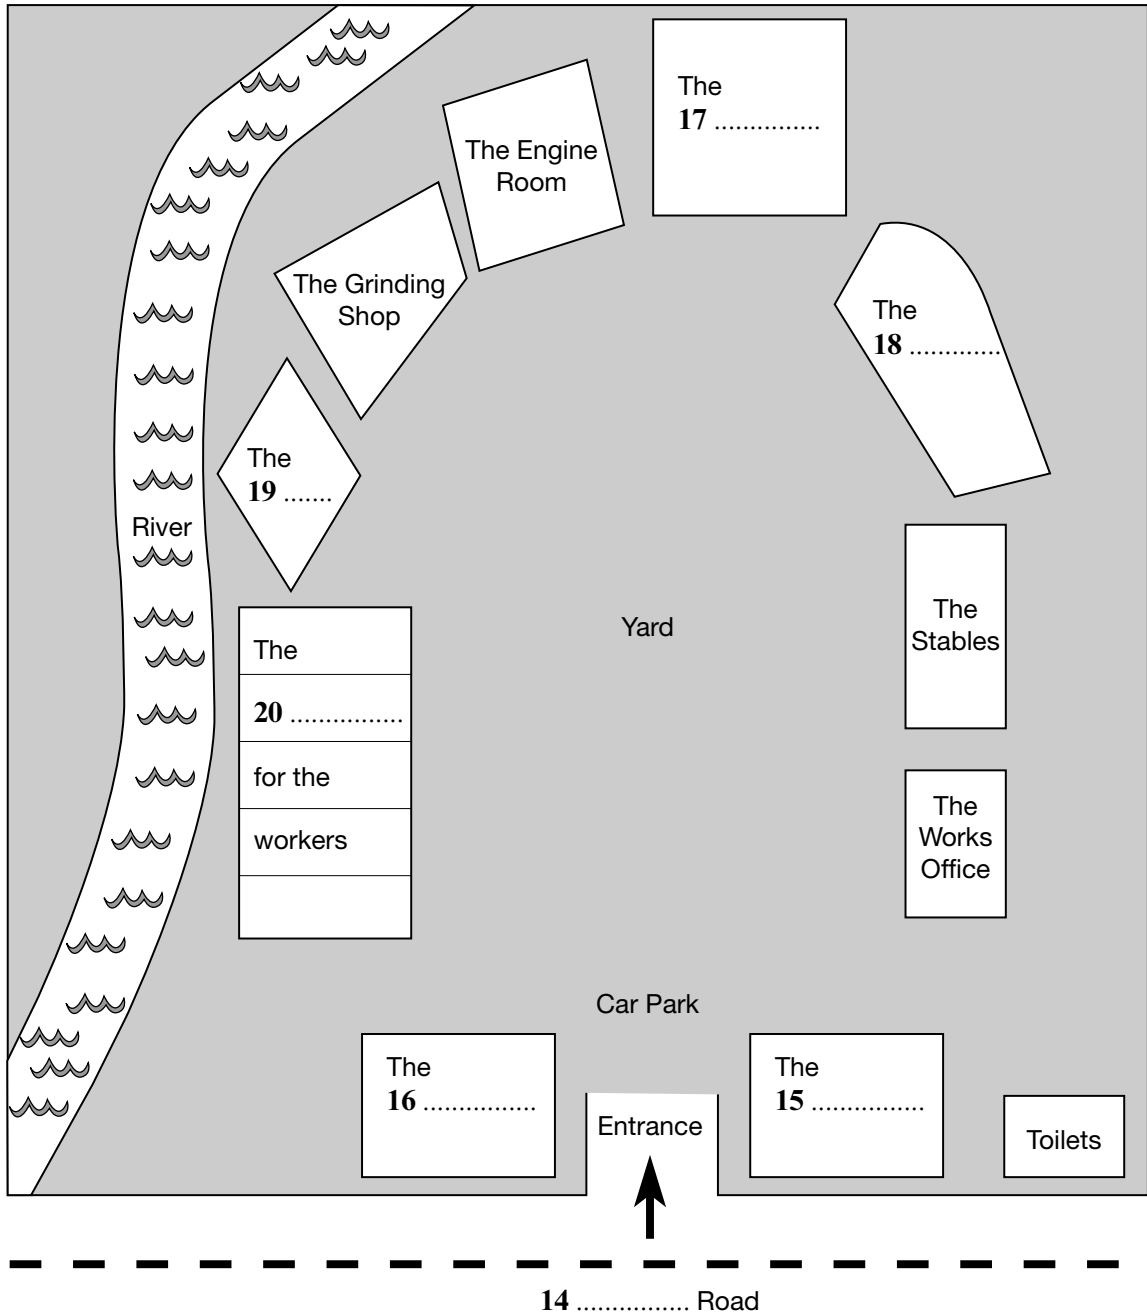 The
17 ...............
The Engine
Room
The Grinding
Shop
The
18 .............
The
19 .......
River
The
20 ................
for the
workers
Yard
The
Stables
The
Works
Office
Car Park
The
16 ................
Entrance
The
15 ................
Toilets
14 ................ Road